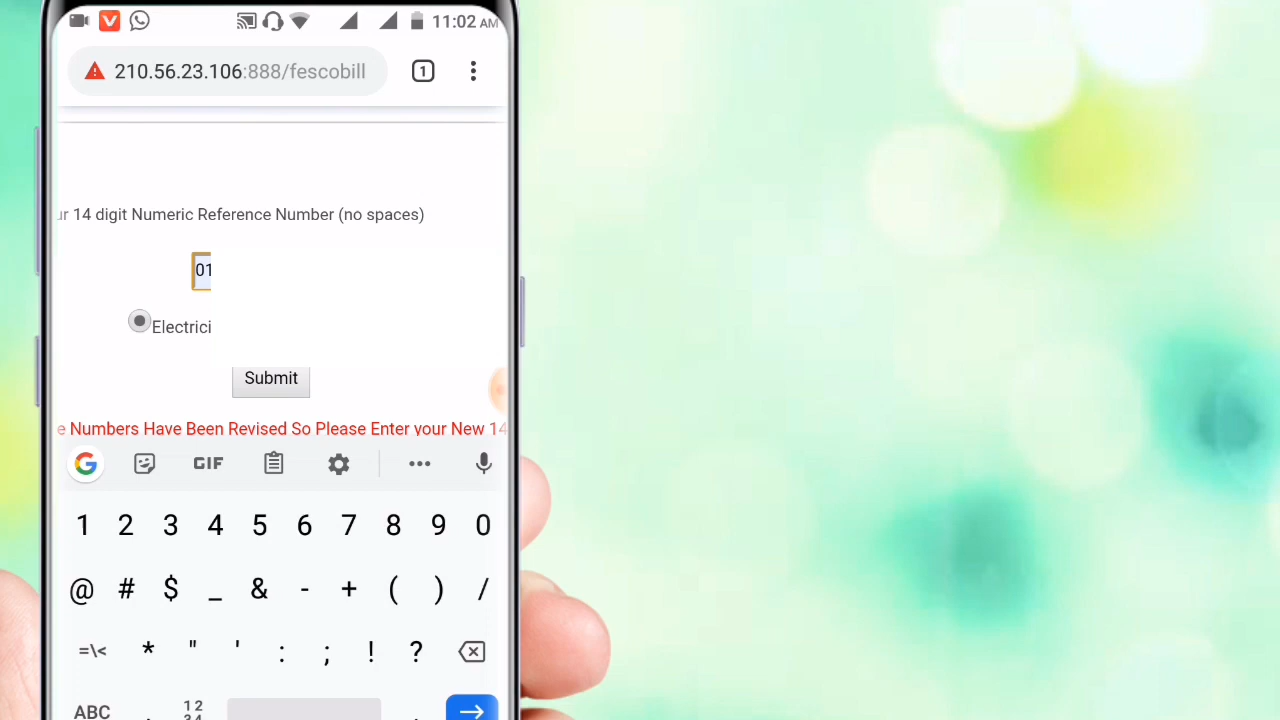 11:02 AM
210.56.23.106:888/fescobill
1
ur 14 digit Numeric Reference Number (no spaces)
01
Electrici
Submit
e Numbers Have Been Revised So Please Enter your New 14
G GIF
1 2 3 4 5 6 7 8 9 0
@ # $ _ & - + ( ) /
=\< * " ' : ; ! ?
ABC , 12 34 .